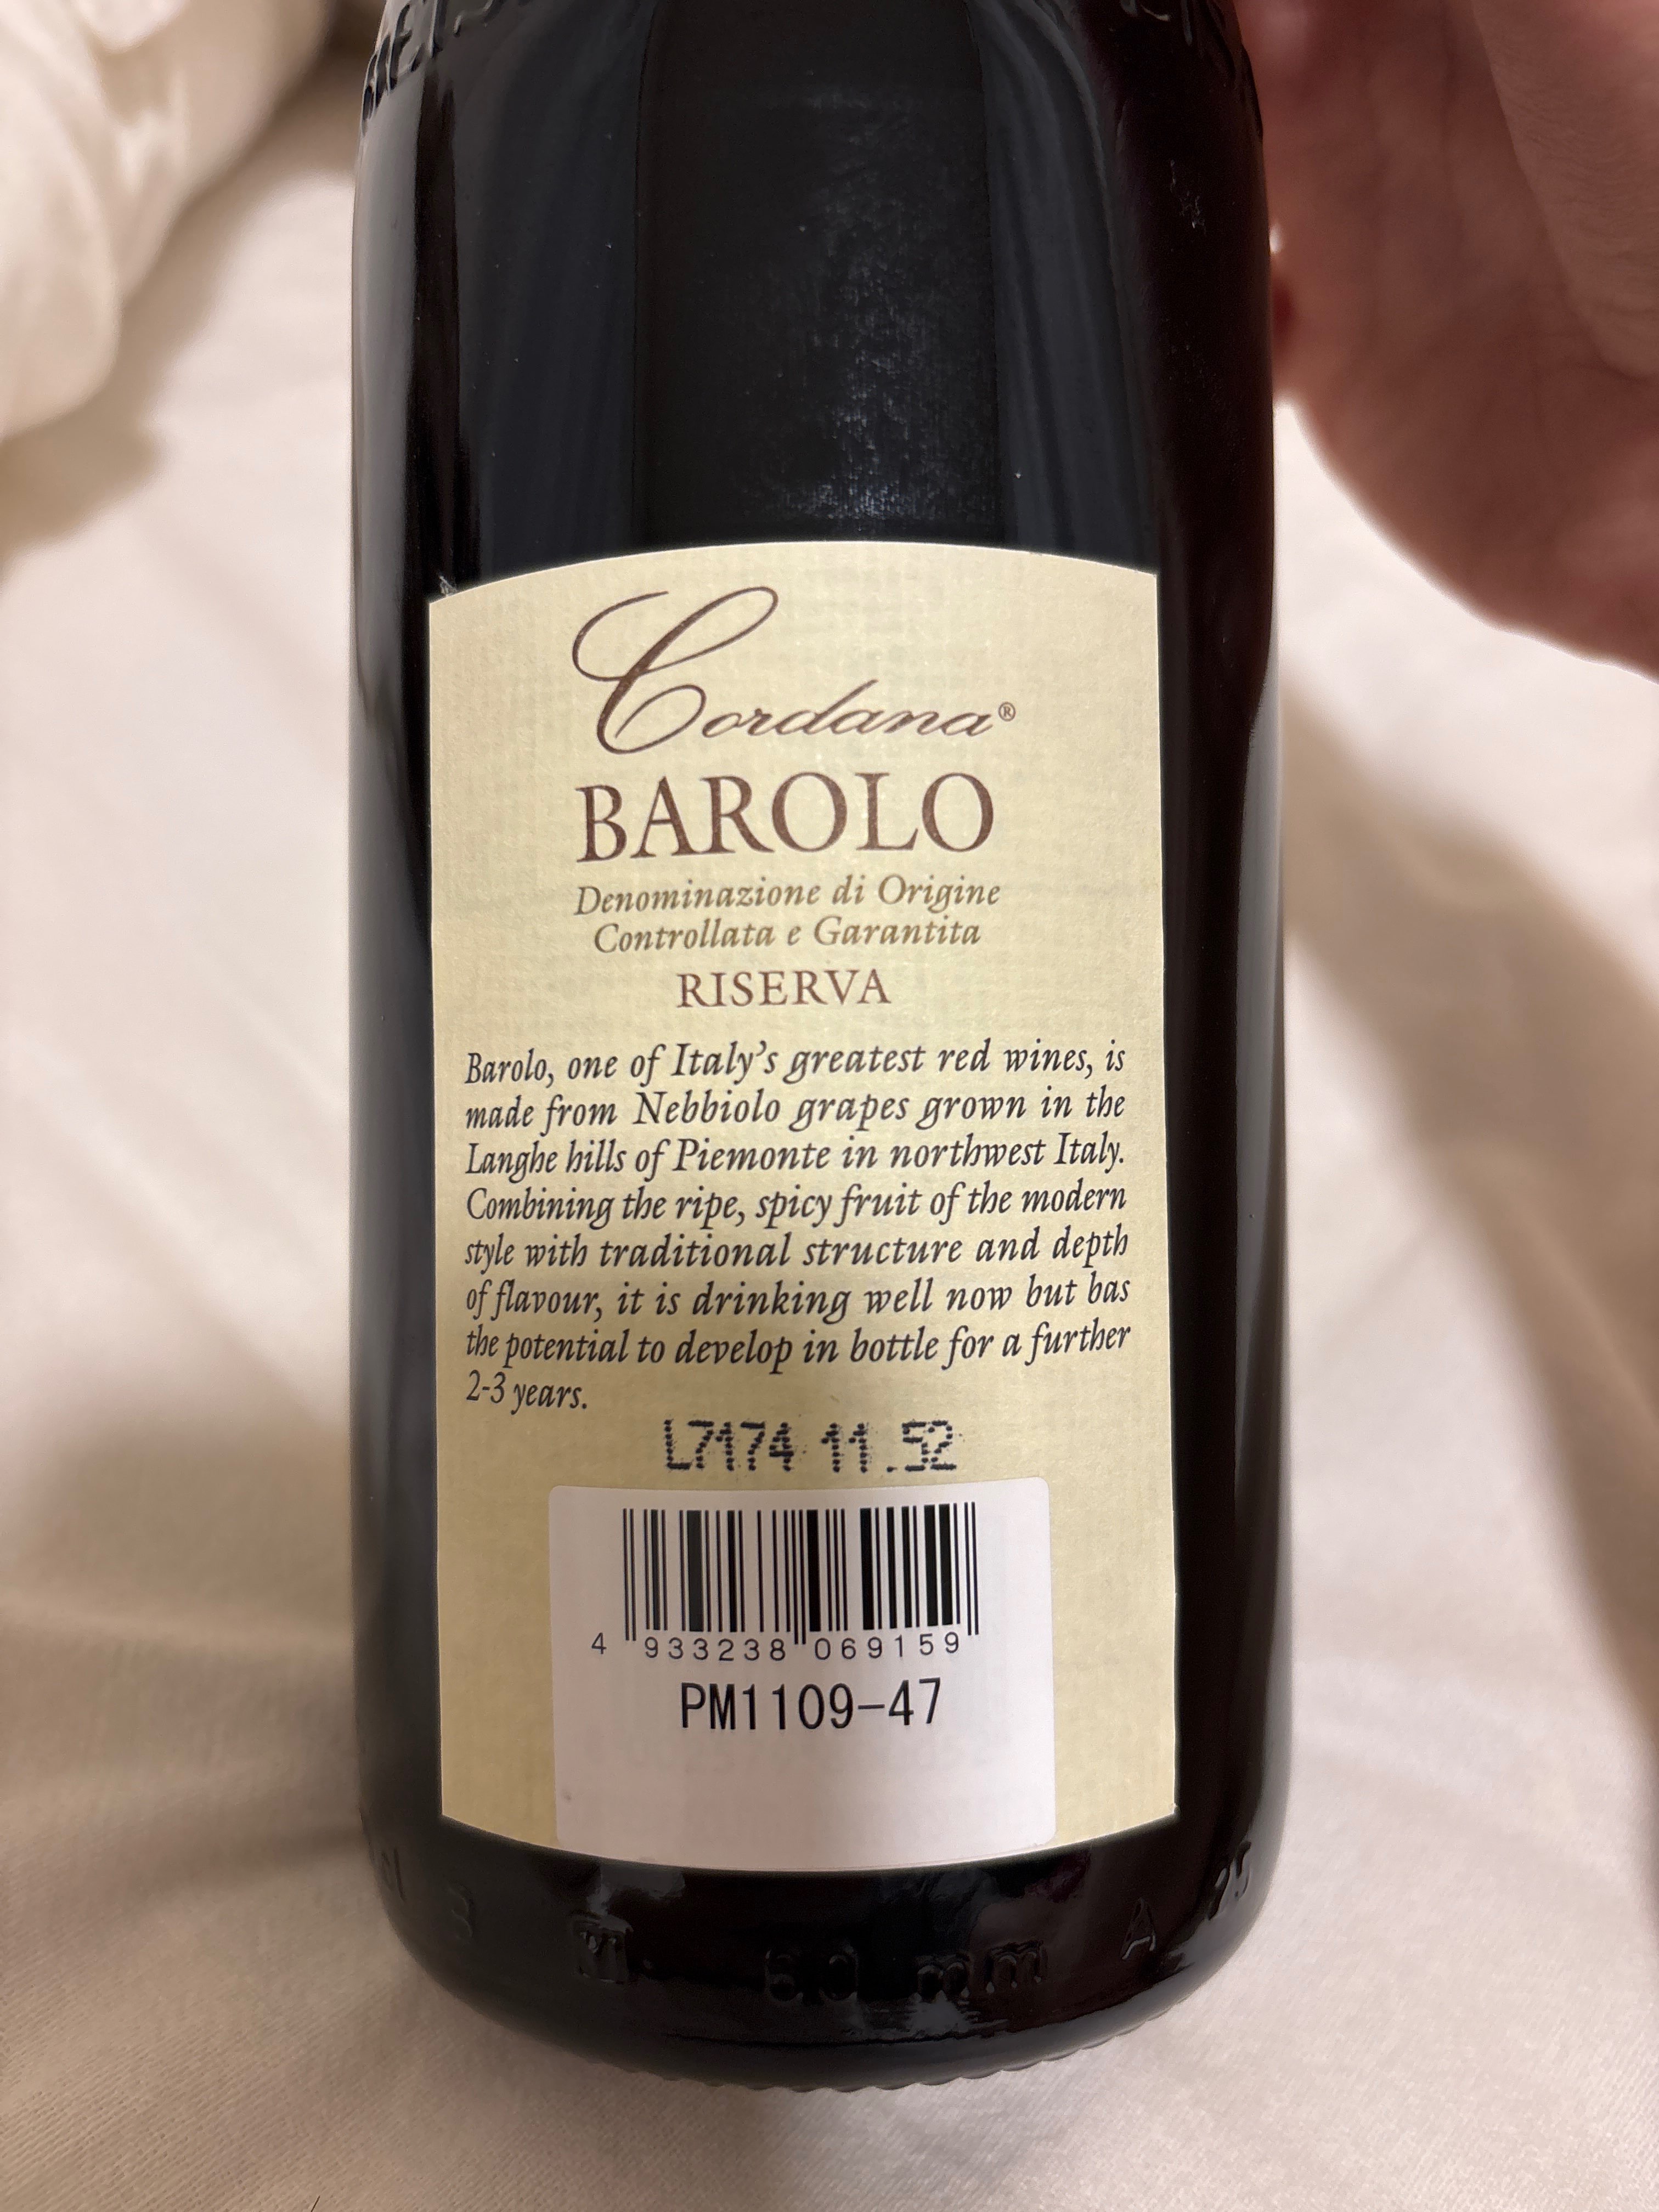 Cordana®
BAROLO
Denominazione di Origine
Controllata e Garantita
RISERVA
Barolo, one of Italy's greatest red wines, is
made from Nebbiolo grapes grown in the
Langhe hills of Piemonte in northwest Italy.
Combining the ripe, spicy fruit of the modern
style with traditional structure and depth
of flavour, it is drinking well now but has
the potential to develop in bottle for a further
2-3 years.
L7174 11.52
4 933238 069159
PM1109-47
mm A 75